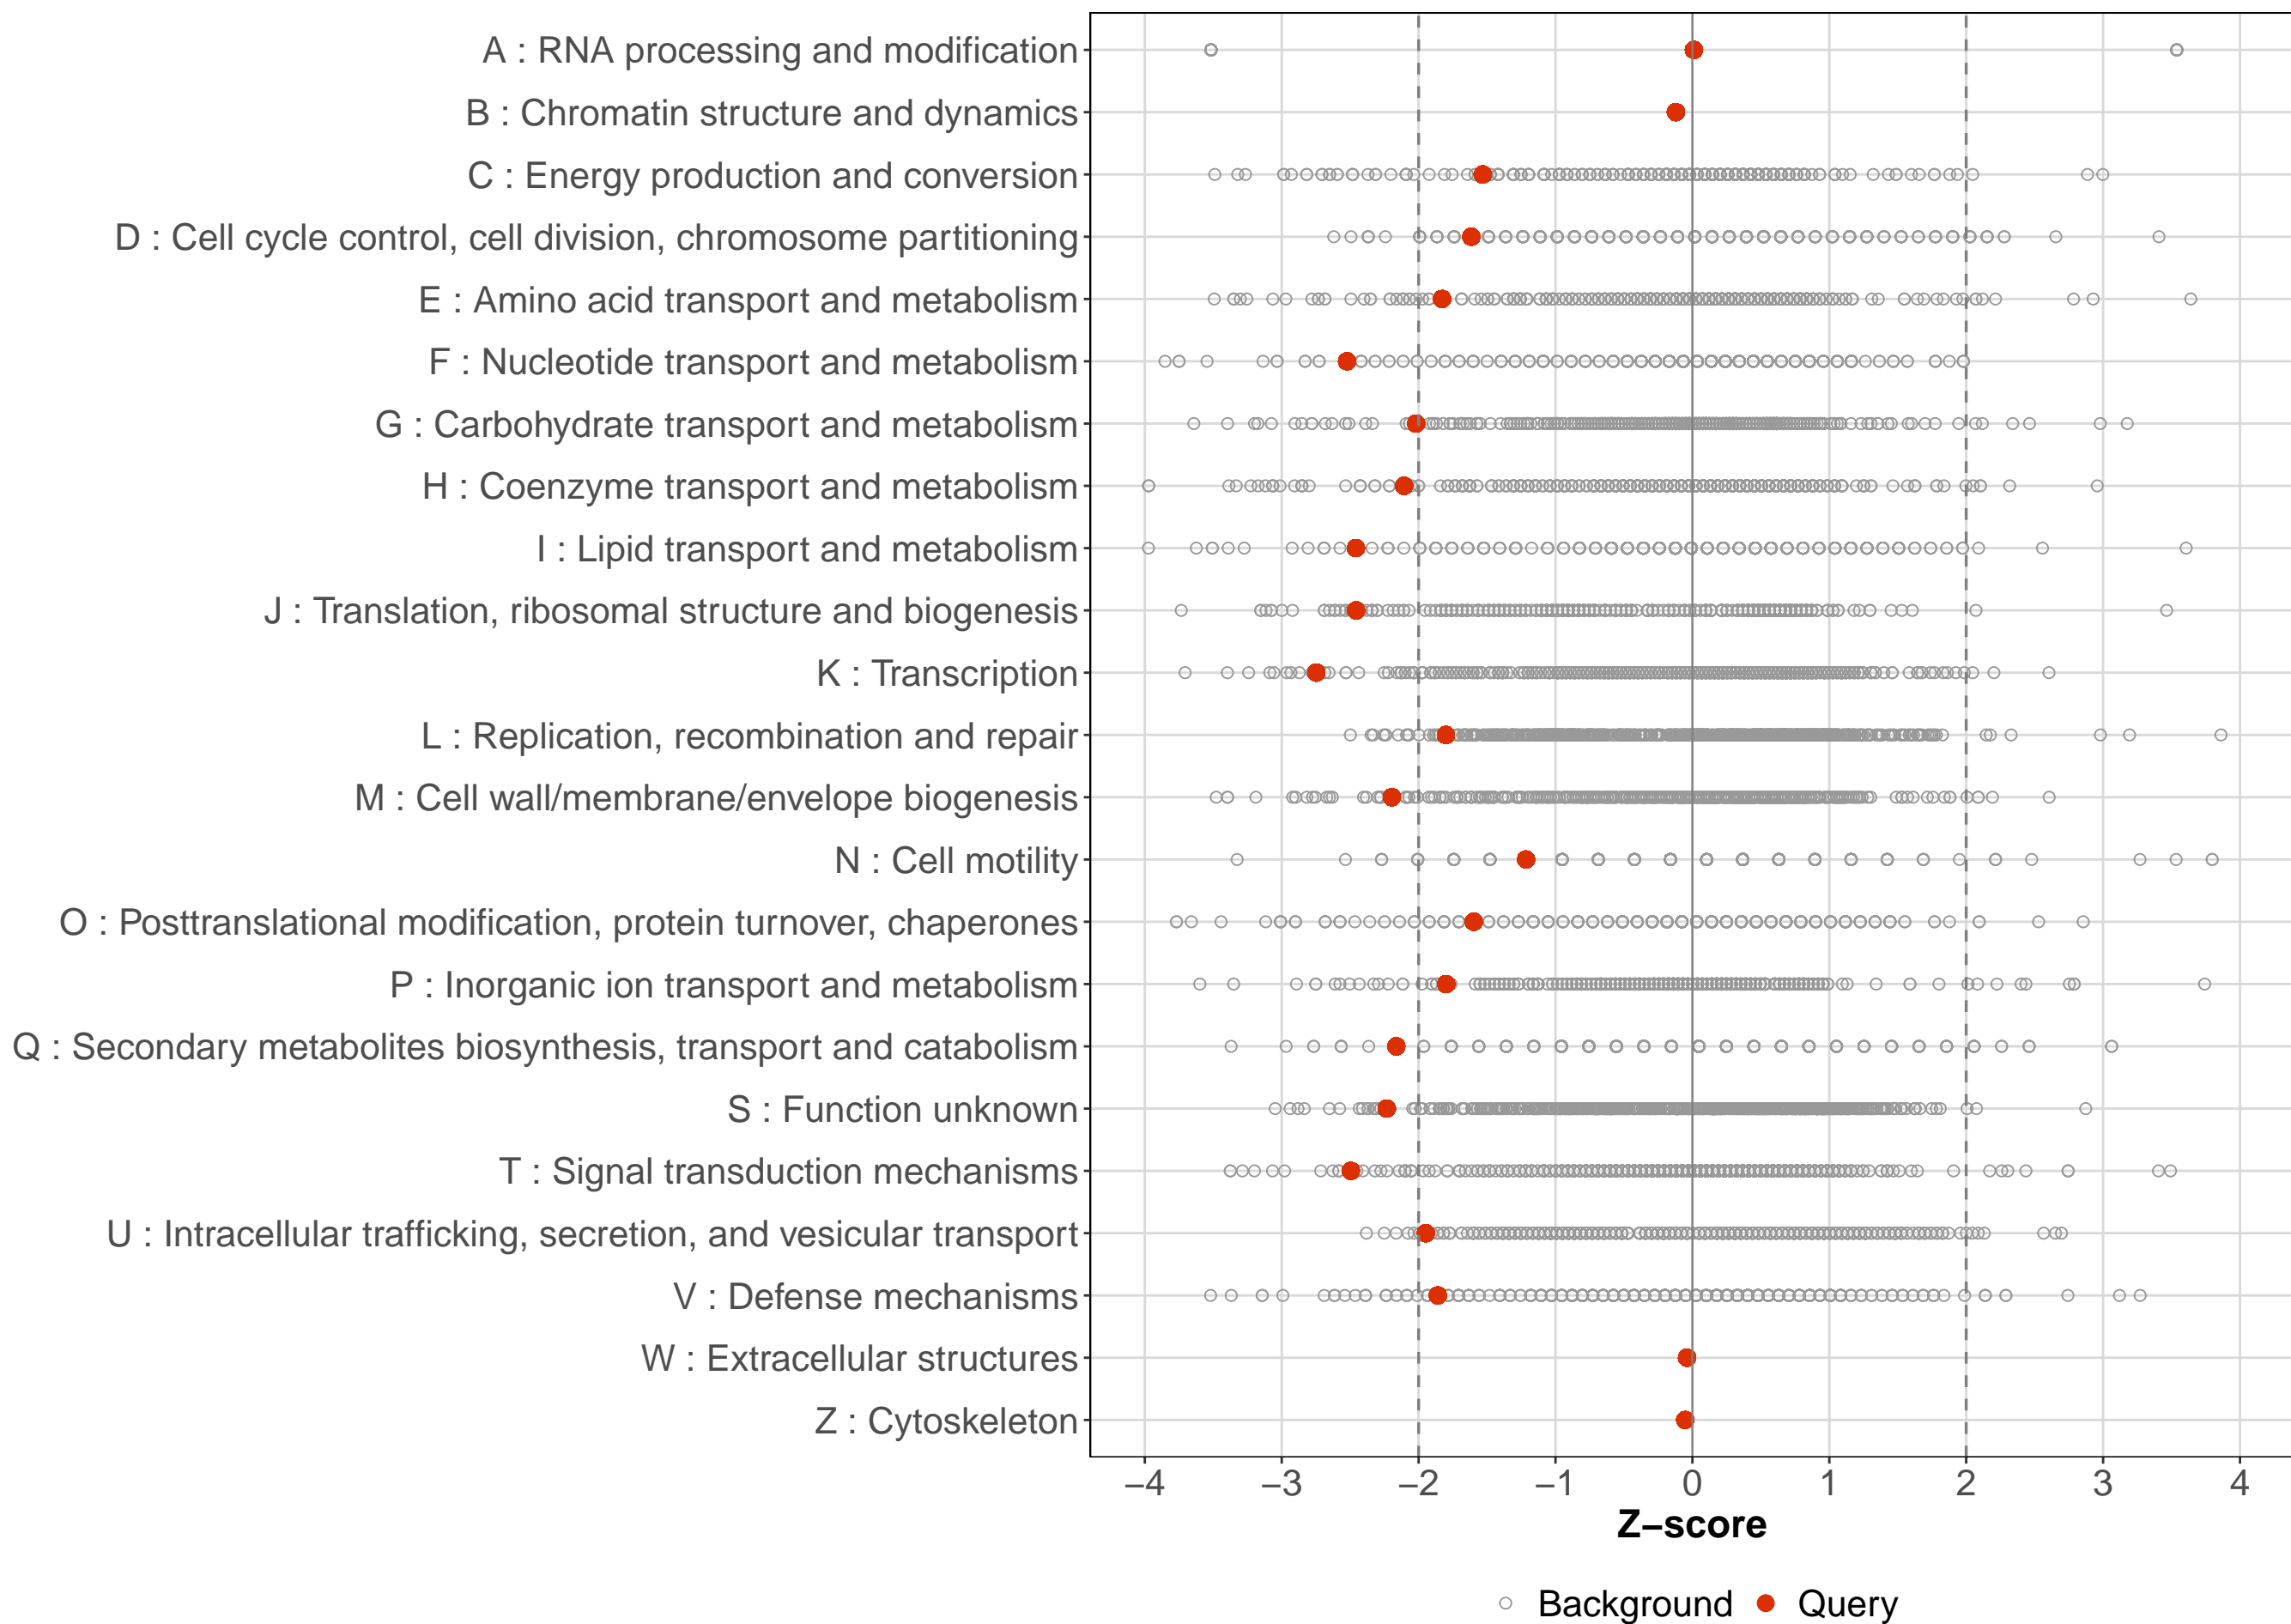 A : RNA processing and modification
B : Chromatin structure and dynamics
C : Energy production and conversion
D : Cell cycle control, cell division, chromosome partitioning
E : Amino acid transport and metabolism
F : Nucleotide transport and metabolism
G : Carbohydrate transport and metabolism
H : Coenzyme transport and metabolism
I : Lipid transport and metabolism
J : Translation, ribosomal structure and biogenesis
K : Transcription
L : Replication, recombination and repair
M : Cell wall/membrane/envelope biogenesis
N : Cell motility
O : Posttranslational modification, protein turnover, chaperones
P : Inorganic ion transport and metabolism
Q : Secondary metabolites biosynthesis, transport and catabolism
S : Function unknown
T : Signal transduction mechanisms
U : Intracellular trafficking, secretion, and vesicular transport
V : Defense mechanisms
W : Extracellular structures
Z : Cytoskeleton
−4 −3 −2 −1 0 1 2 3 4
Z−score
Background Query